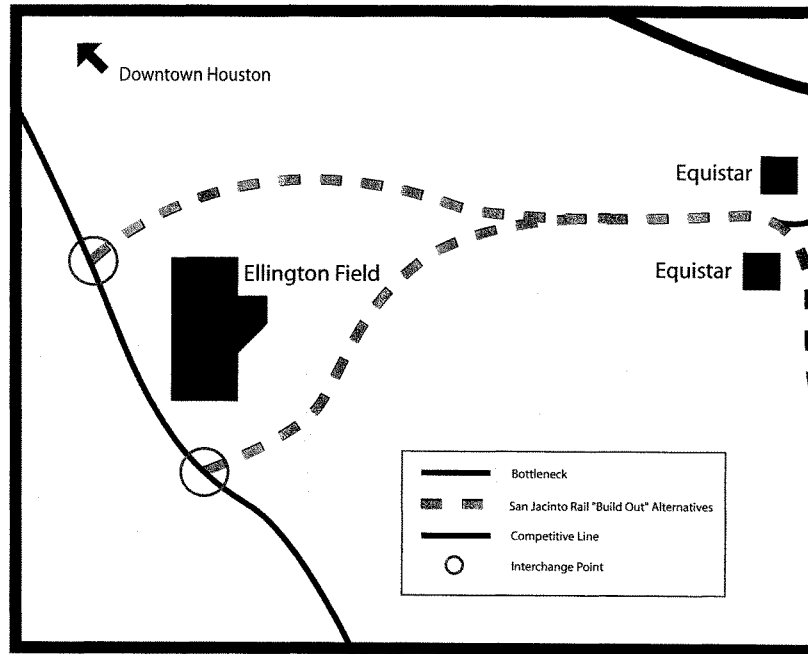 Downtown Houston
Equistar
Equistar
Ellington Field
Bottleneck
San Jacinto Rail "Build Out" Alternatives
Competitive Line
Interchange Point